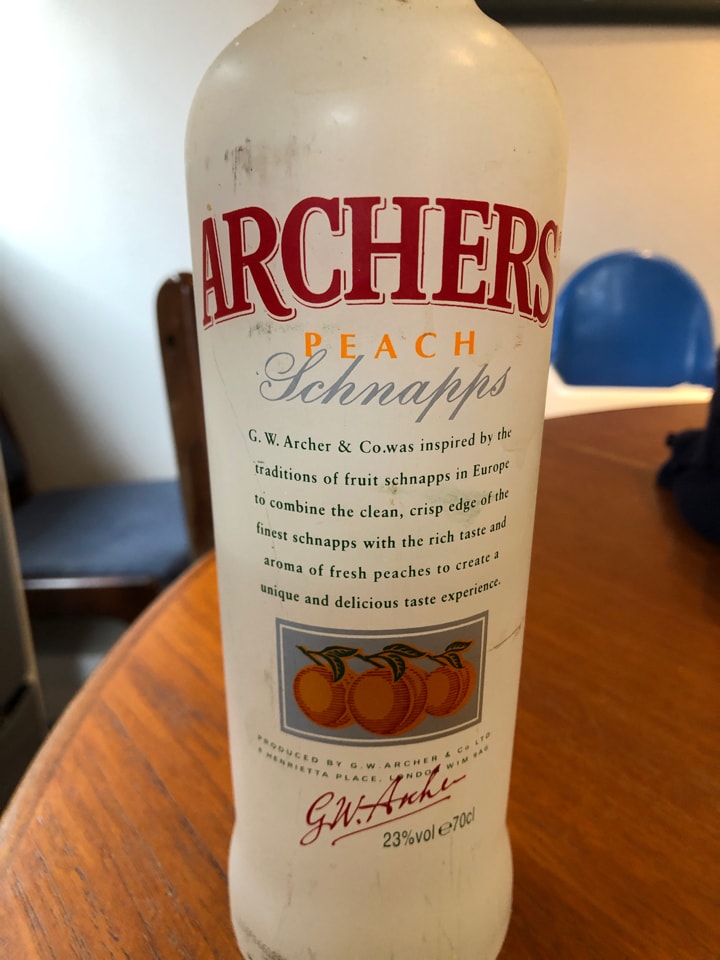 ARCHERS
PEACH
Schnapps
G. W. Archer & Co.was inspired by the
traditions of fruit schnapps in Europe
to combine the clean, crisp edge of the
finest schnapps with the rich taste and
aroma of fresh peaches to create a
unique and delicious taste experience.
PRODUCED BY G.W. ARCHER & Co LTD
HENRIETTA PLACE, LONDON W1M 9AG
G.W. Archer
23%vol e70cl